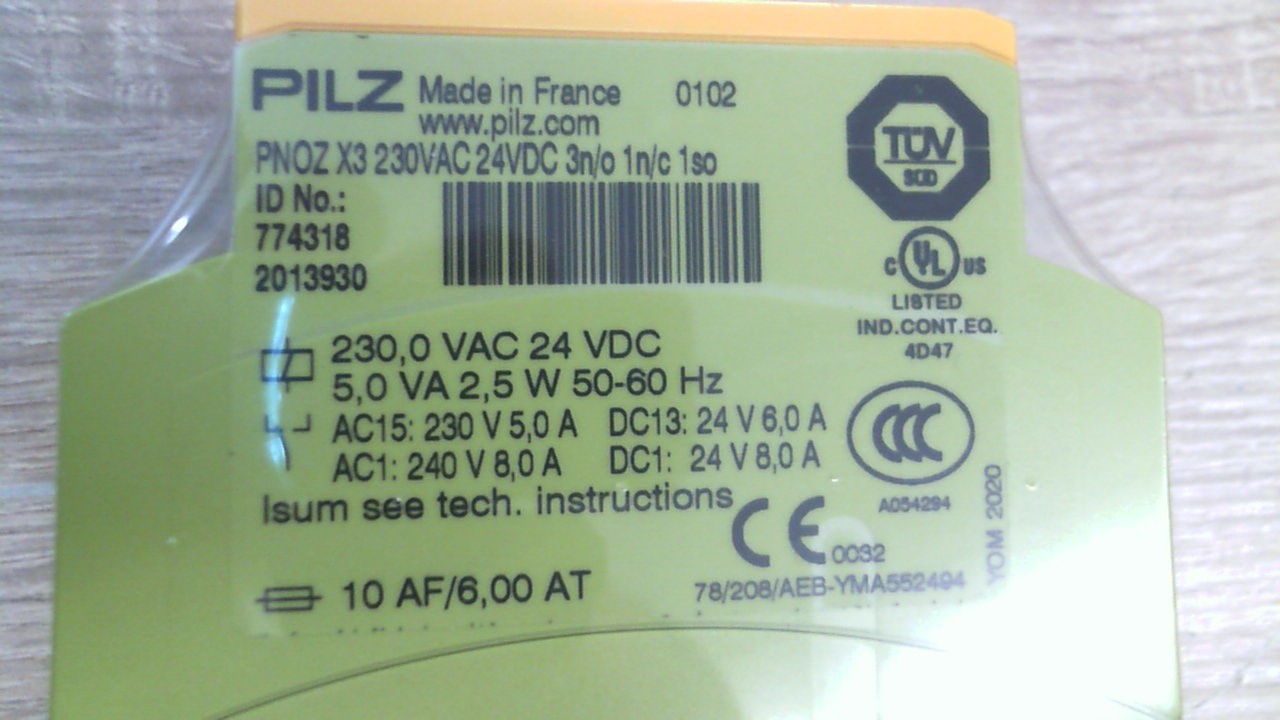 PILZ Made in France 0102
www.pilz.com
PNOZ X3 230VAC 24VDC 3n/o 1n/c 1so
ID No.:
774318
2013930
230,0 VAC 24 VDC
5,0 VA 2,5 W 50-60 Hz
AC15: 230 V 5,0 A DC13: 24 V 6,0 A
AC1: 240 V 8,0 A DC1: 24 V 8,0 A
Isum see tech. instructions
10 AF/6,00 AT
TÜV
SÜD
C UL US
LISTED
IND.CONT.EQ.
4D47
CCC
A054294
CE 0032
78/208/AEB-YMA552494
YOM 2020